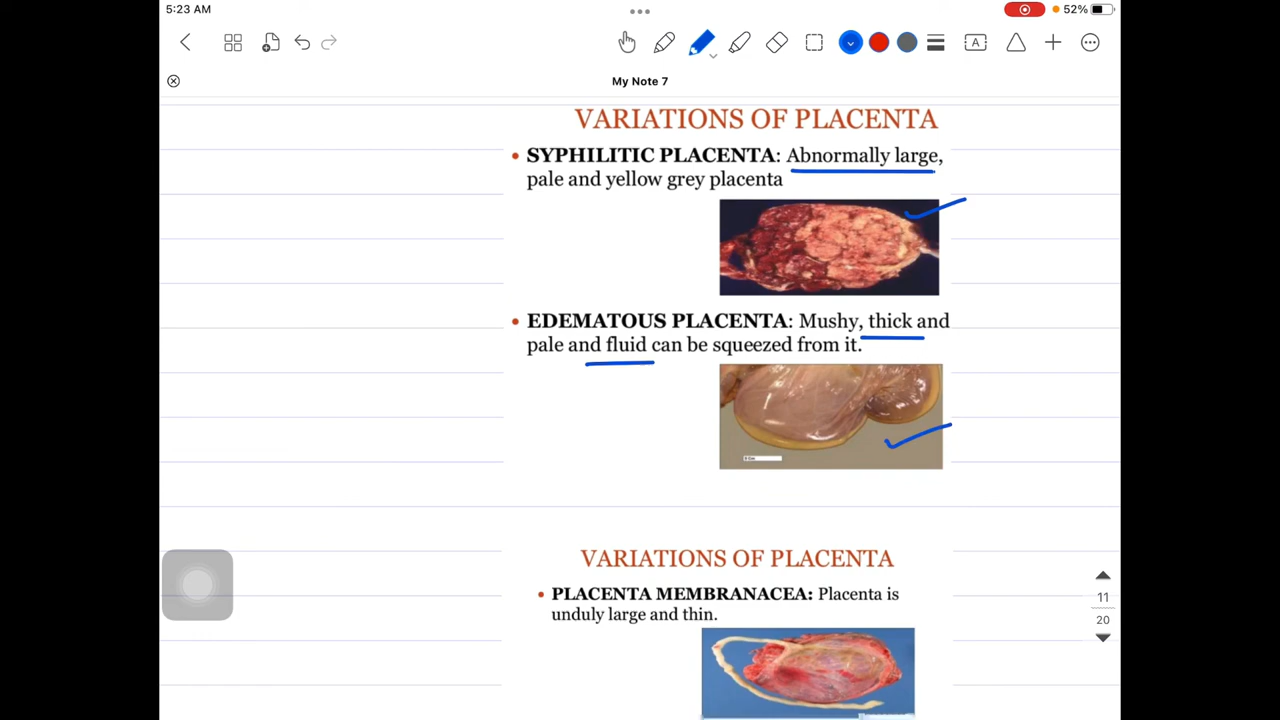 5:23 AM
52%
A
My Note 7
VARIATIONS OF PLACENTA
• SYPHILITIC PLACENTA: Abnormally large,
pale and yellow grey placenta
• EDEMATOUS PLACENTA: Mushy, thick and
pale and fluid can be squeezed from it.
VARIATIONS OF PLACENTA
• PLACENTA MEMBRANACEA: Placenta is
unduly large and thin.
11
20